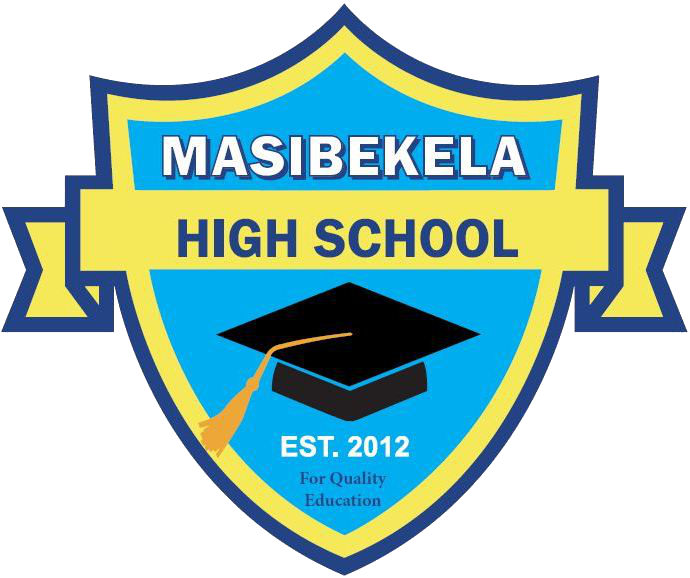 MASIBEKELA
HIGH SCHOOL
EST. 2012
For Quality
Education